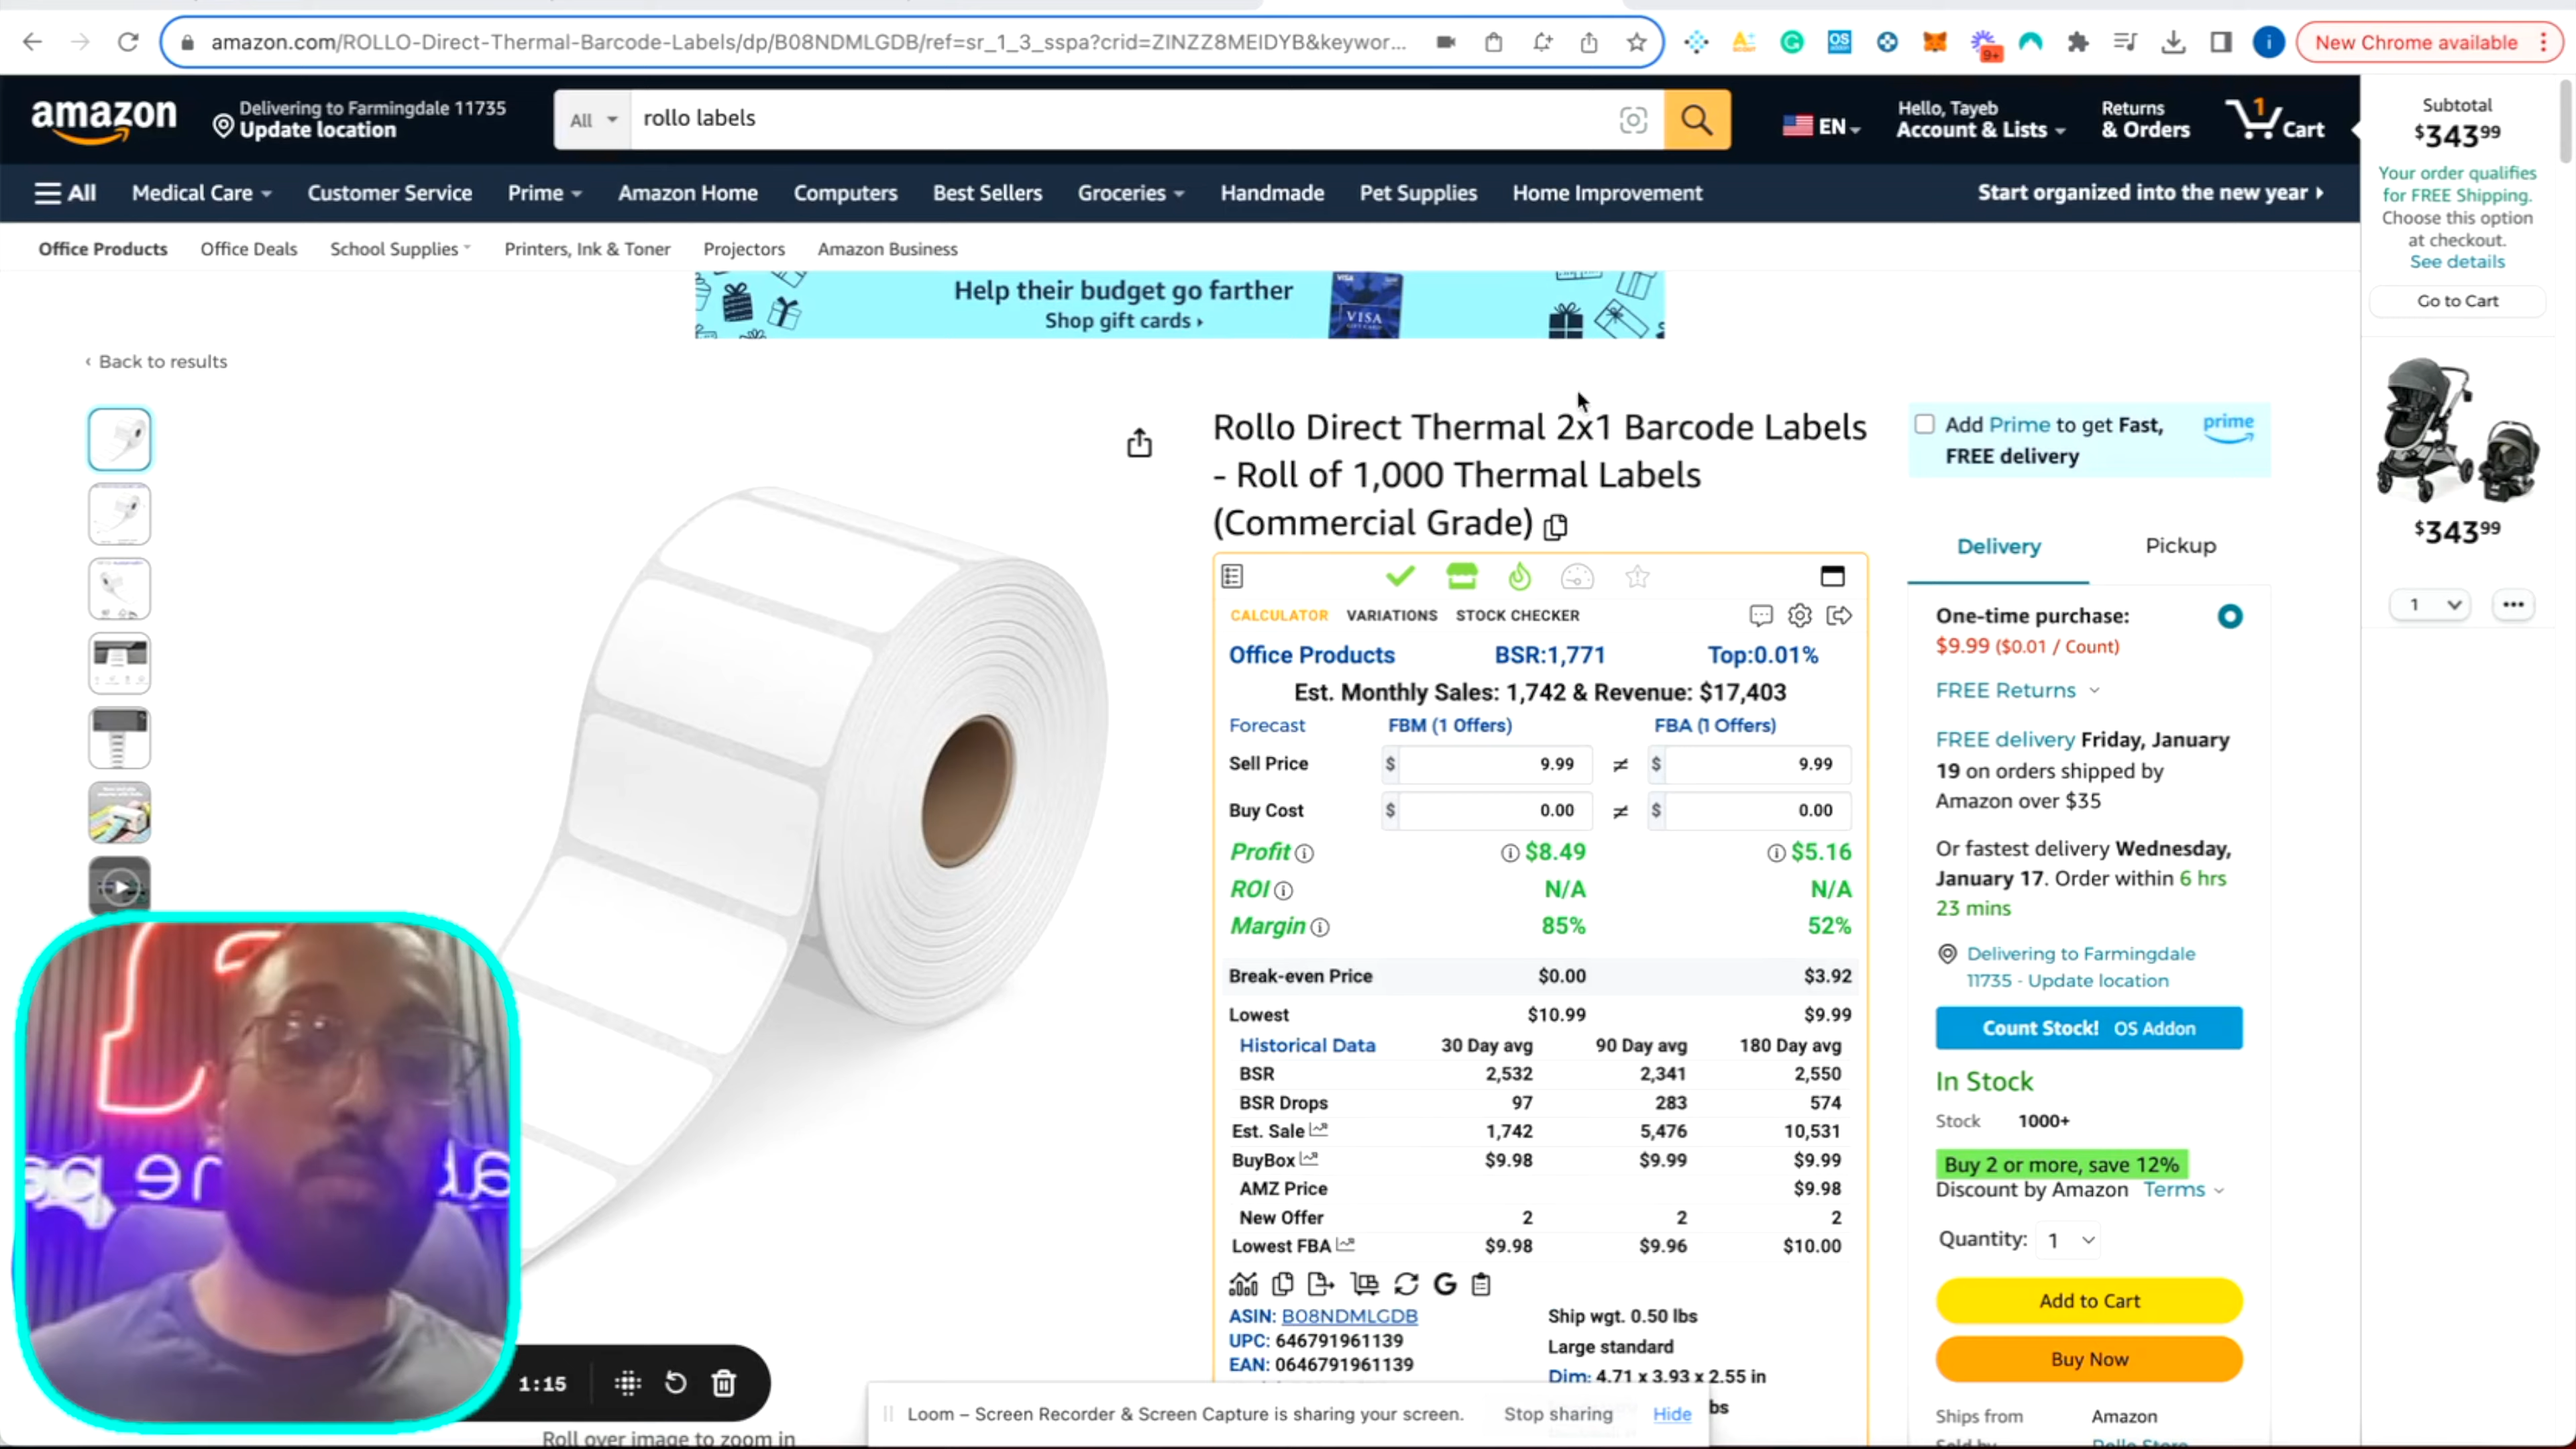 amazon.com/ROLLO-Direct-Thermal-Barcode-Labels/dp/B08NDMLGDB/ref=sr_1_3_sspa?crid=ZINZZ8MEIDYB&keywor...
OS
9+
i
New Chrome available
amazon
Delivering to Farmingdale 11735
Update location
All
rollo labels
EN
Hello, Tayeb
Account & Lists
Returns
& Orders
1
Cart
Subtotal
$343.99
Your order qualifies
for FREE Shipping.
Choose this option
at checkout.
See details
Go to Cart
All
Medical Care
Customer Service
Prime
Amazon Home
Computers
Best Sellers
Groceries
Handmade
Pet Supplies
Home Improvement
Start organized into the new year
Office Products
Office Deals
School Supplies
Printers, Ink & Toner
Projectors
Amazon Business
Help their budget go farther
Shop gift cards ›
VISA
VISA
‹ Back to results
Rollo Direct Thermal 2x1 Barcode Labels
- Roll of 1,000 Thermal Labels
(Commercial Grade)
CALCULATOR VARIATIONS STOCK CHECKER
Office Products BSR:1,771 Top:0.01%
Est. Monthly Sales: 1,742 & Revenue: $17,403
Forecast FBM (1 Offers) FBA (1 Offers)
Sell Price $ 9.99 ≠ $ 9.99
Buy Cost $ 0.00 ≠ $ 0.00
Profit $8.49 $5.16
ROI N/A N/A
Margin 85% 52%
Break-even Price $0.00 $3.92
Lowest $10.99 $9.99
Historical Data 30 Day avg 90 Day avg 180 Day avg
BSR 2,532 2,341 2,550
BSR Drops 97 283 574
Est. Sale 1,742 5,476 10,531
BuyBox $9.98 $9.99 $9.99
AMZ Price $9.98
New Offer 2 2 2
Lowest FBA $9.98 $9.96 $10.00
ASIN: B08NDMLGDB
UPC: 646791961139
EAN: 0646791961139
Ship wgt. 0.50 lbs
Large standard
Dim: 4.71 x 3.93 x 2.55 in
bs
Add Prime to get Fast,
FREE delivery
prime
Delivery
Pickup
One-time purchase:
$9.99 ($0.01 / Count)
FREE Returns
FREE delivery Friday, January
19 on orders shipped by
Amazon over $35
Or fastest delivery Wednesday,
January 17. Order within 6 hrs
23 mins
Delivering to Farmingdale
11735 - Update location
Count Stock! OS Addon
In Stock
Stock 1000+
Buy 2 or more, save 12%
Discount by Amazon Terms
Quantity: 1
Add to Cart
Buy Now
Ships from Amazon
Sold by Rollo Store
$343.99
1
1:15
Loom – Screen Recorder & Screen Capture is sharing your screen.
Stop sharing
Hide
Roll over image to zoom in